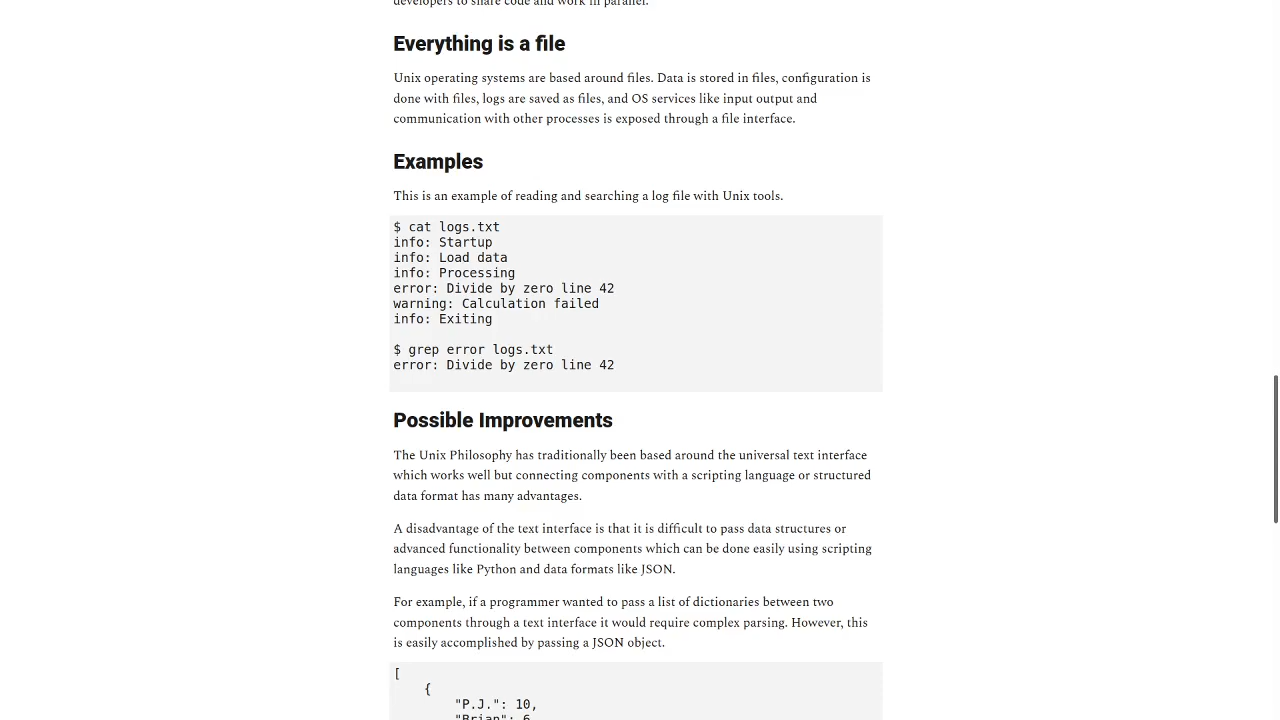 developers to share code and work in parallel.
Everything is a file
Unix operating systems are based around files. Data is stored in files, configuration is
done with files, logs are saved as files, and OS services like input output and
communication with other processes is exposed through a file interface.
Examples
This is an example of reading and searching a log file with Unix tools.
$ cat logs.txt
info: Startup
info: Load data
info: Processing
error: Divide by zero line 42
warning: Calculation failed
info: Exiting
$ grep error logs.txt
error: Divide by zero line 42
Possible Improvements
The Unix Philosophy has traditionally been based around the universal text interface
which works well but connecting components with a scripting language or structured
data format has many advantages.
A disadvantage of the text interface is that it is difficult to pass data structures or
advanced functionality between components which can be done easily using scripting
languages like Python and data formats like JSON.
For example, if a programmer wanted to pass a list of dictionaries between two
components through a text interface it would require complex parsing. However, this
is easily accomplished by passing a JSON object.
[
{
"P.J.": 10,
"Brian": 6